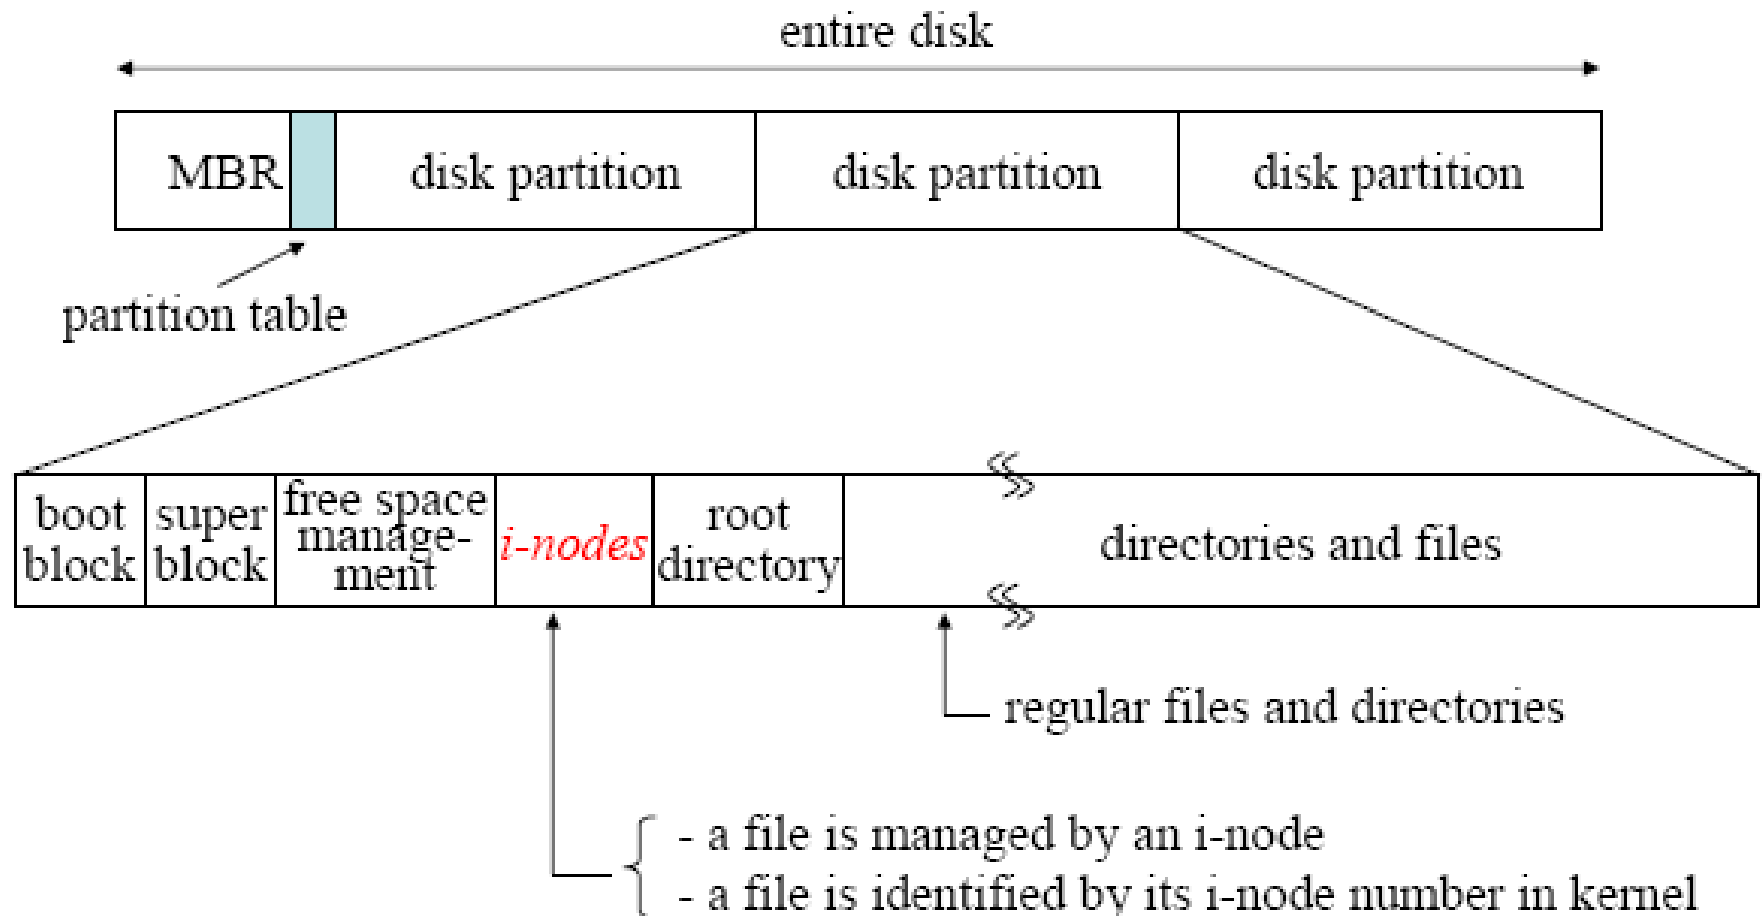 entire disk
MBR
disk partition
disk partition
disk partition
partition table
boot
block
super
block
free space
manage-
ment
i-nodes
root
directory
directories and files
regular files and directories
- a file is managed by an i-node
- a file is identified by its i-node number in kernel